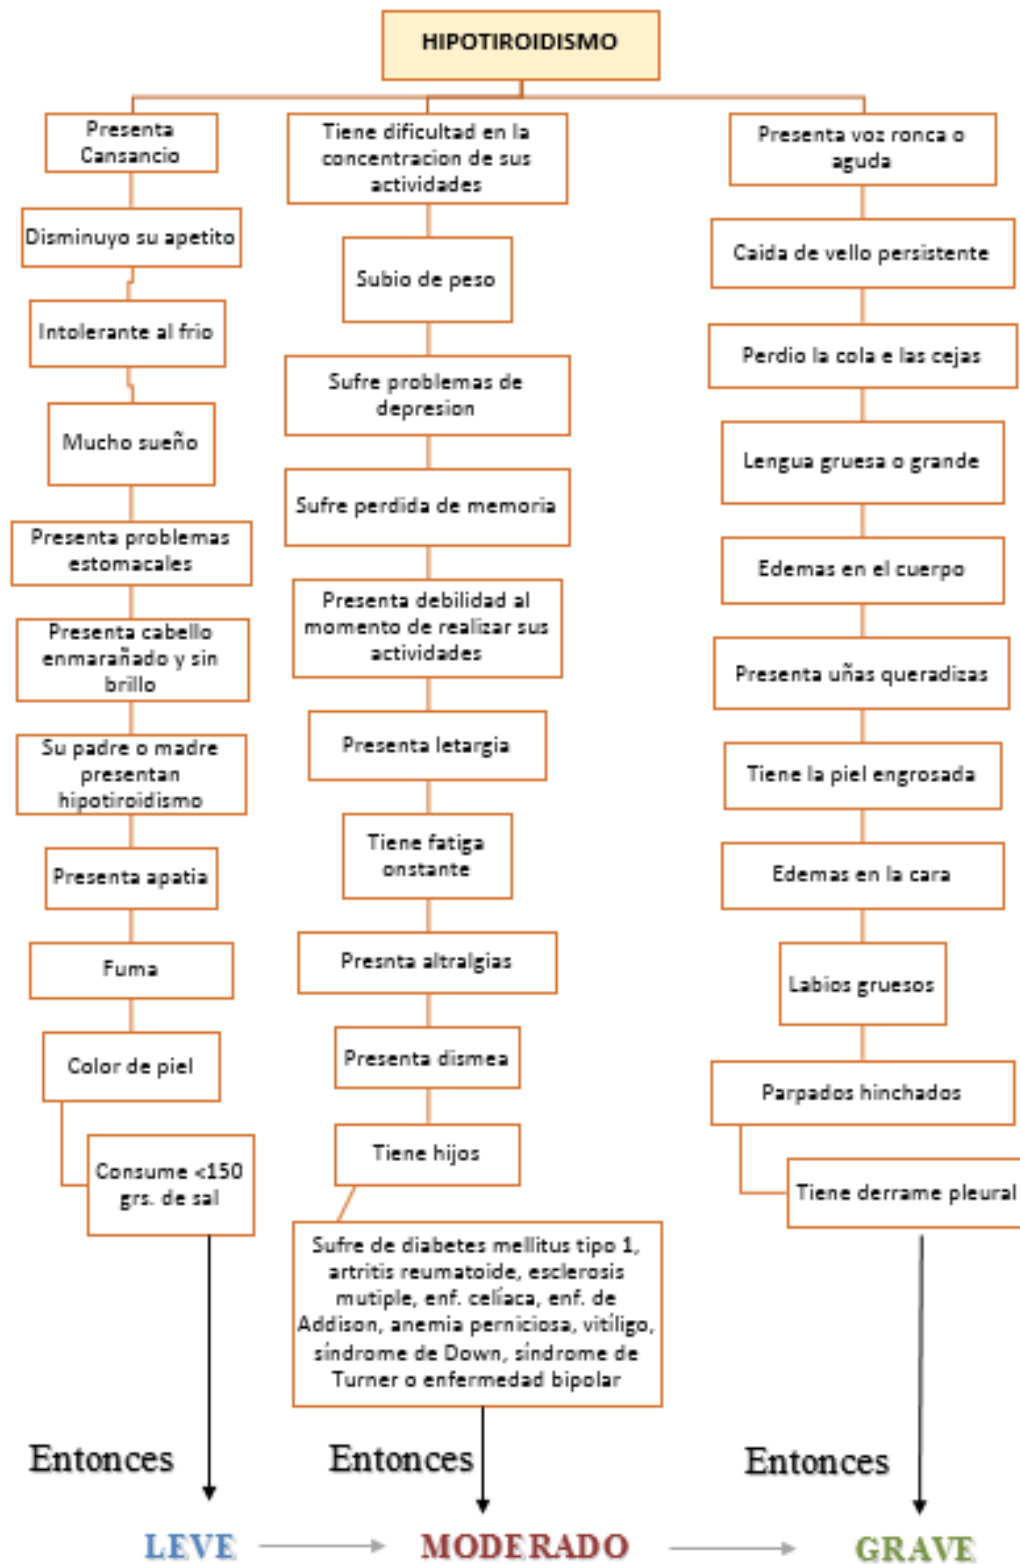 HIPOTIROIDISMO
Presenta
Cansancio
Disminuyo su apetito
Intolerante al frio
Mucho sueño
Presenta problemas
estomacales
Presenta cabello
enmarañado y sin
brillo
Su padre o madre
presentan
hipotiroidismo
Presenta apatia
Fuma
Color de piel
Consume <150
grs. de sal
Entonces
LEVE
Tiene dificultad en la
concentracion de sus
actividades
Subio de peso
Sufre problemas de
depresion
Sufre perdida de memoria
Presenta debilidad al
momento de realizar sus
actividades
Presenta letargia
Tiene fatiga
onstante
Presnta altralgias
Presenta dismea
Tiene hijos
Sufre de diabetes mellitus tipo 1,
artritis reumatoide, esclerosis
mutiple, enf. celíaca, enf. de
Addison, anemia perniciosa, vitíligo,
síndrome de Down, síndrome de
Turner o enfermedad bipolar
Entonces
MODERADO
Presenta voz ronca o
aguda
Caida de vello persistente
Perdio la cola e las cejas
Lengua gruesa o grande
Edemas en el cuerpo
Presenta uñas queradizas
Tiene la piel engrosada
Edemas en la cara
Labios gruesos
Parpados hinchados
Tiene derrame pleural
Entonces
GRAVE